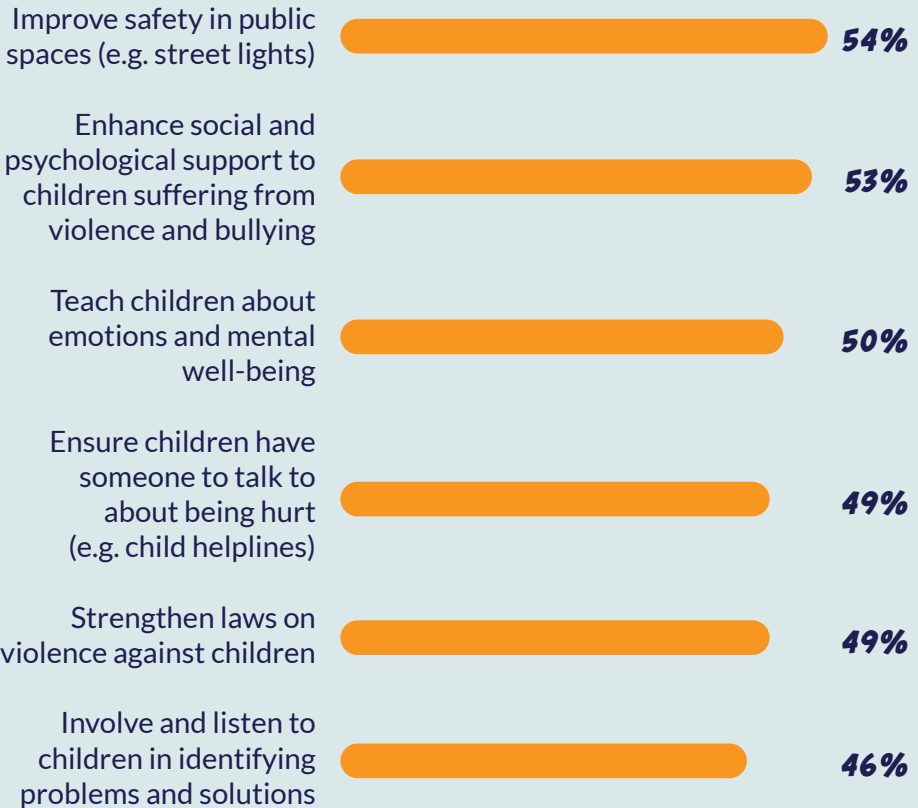 Improve safety in public
spaces (e.g. street lights)
54%
Enhance social and
psychological support to
children suffering from
violence and bullying
53%
Teach children about
emotions and mental
well-being
50%
Ensure children have
someone to talk to
about being hurt
(e.g. child helplines)
49%
Strengthen laws on
violence against children
49%
Involve and listen to
children in identifying
problems and solutions
46%